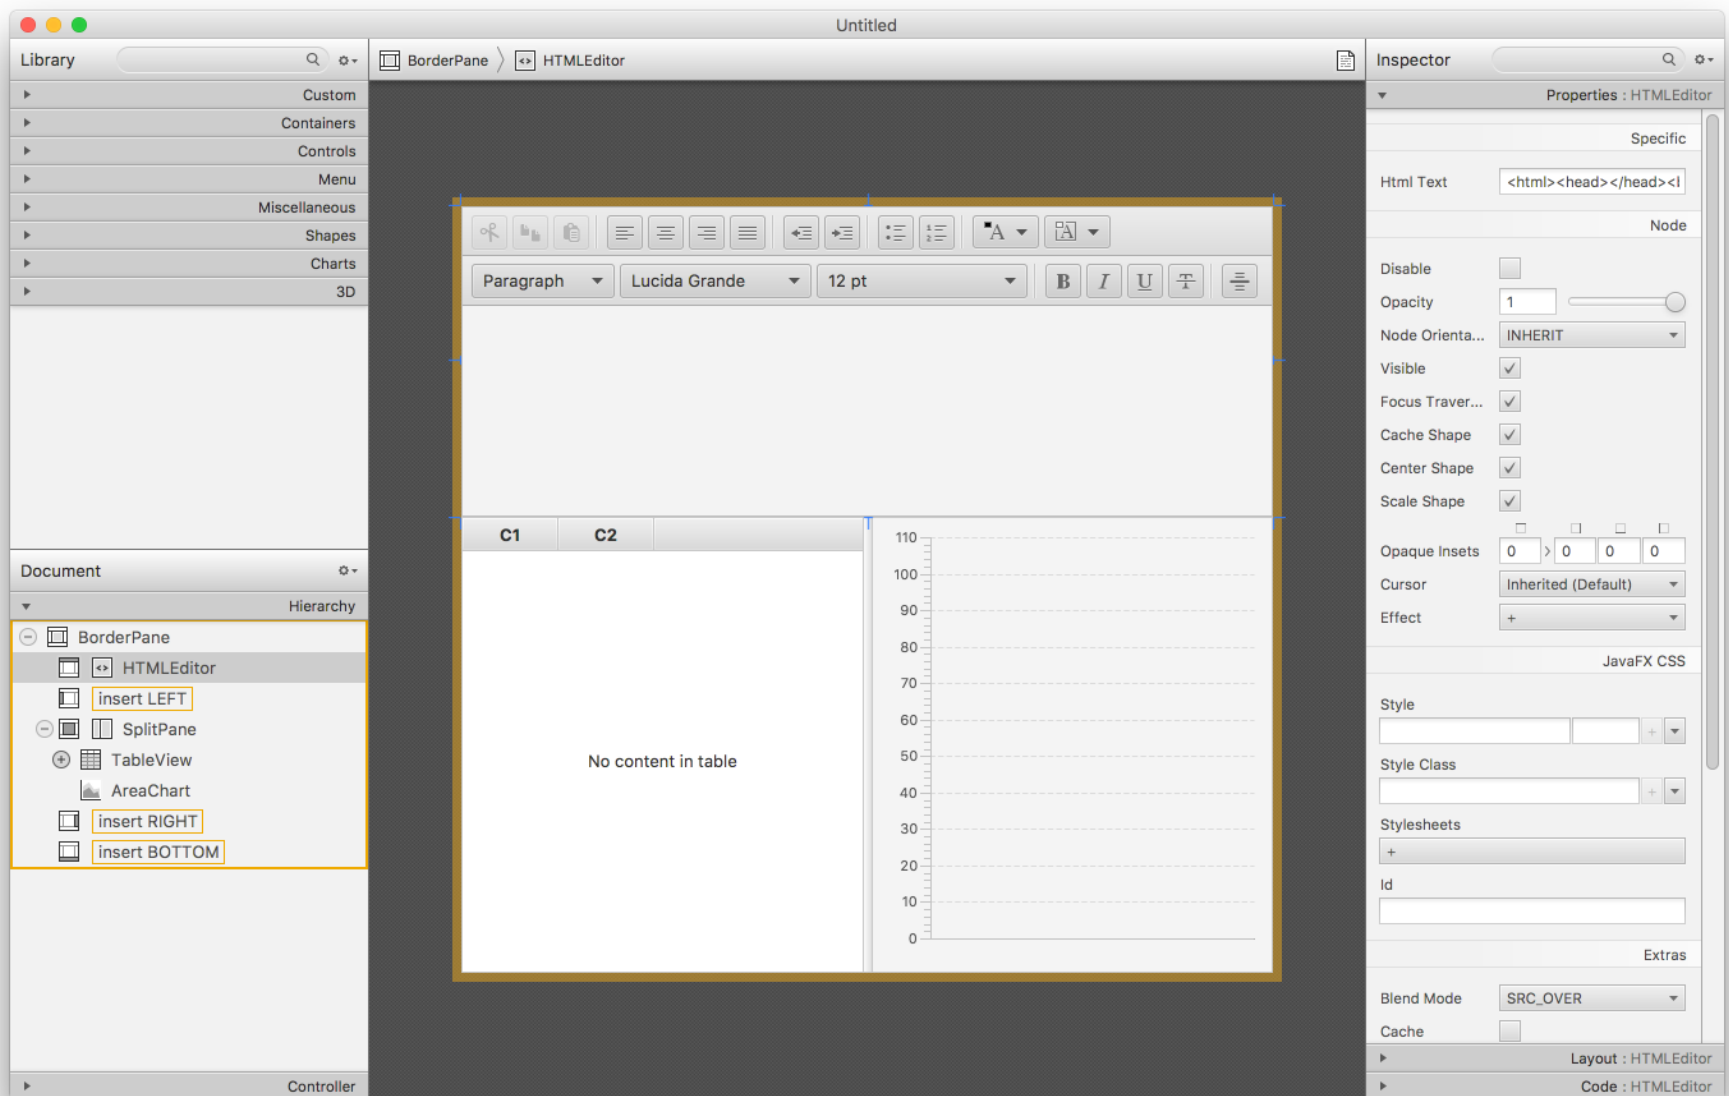 Untitled
Library
BorderPane
HTMLEditor
Inspector
Custom
Containers
Controls
Menu
Miscellaneous
Shapes
Charts
3D
Properties : HTMLEditor
Specific
Html Text
<html><head></head><
Node
Disable
Opacity
1
Node Orienta...
INHERIT
Visible
Focus Traver...
Cache Shape
Center Shape
Scale Shape
Opaque Insets
0
0
0
0
Cursor
Inherited (Default)
Effect
+
JavaFX CSS
Style
+
Style Class
+
Stylesheets
+
Id
Extras
Blend Mode
SRC_OVER
Cache
Layout : HTMLEditor
Code : HTMLEditor
A
A
Paragraph
Lucida Grande
12 pt
B
I
U
T
C1
C2
No content in table
110
100
90
80
70
60
50
40
30
20
10
0
Document
Hierarchy
BorderPane
HTMLEditor
insert LEFT
SplitPane
TableView
AreaChart
insert RIGHT
insert BOTTOM
Controller